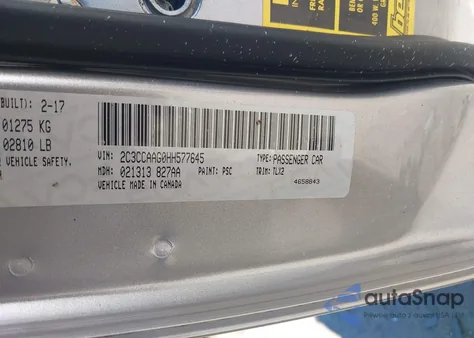 BUILT): 2-17
01275 KG
02810 LB
VEHICLE SAFETY,
VIN: 2C3CCAAG0HH577645 TYPE: PASSENGER CAR
MDH: 021313 827AA PAINT: PSC TRIM: TLX2
VEHICLE MADE IN CANADA 4658843
autoSnap